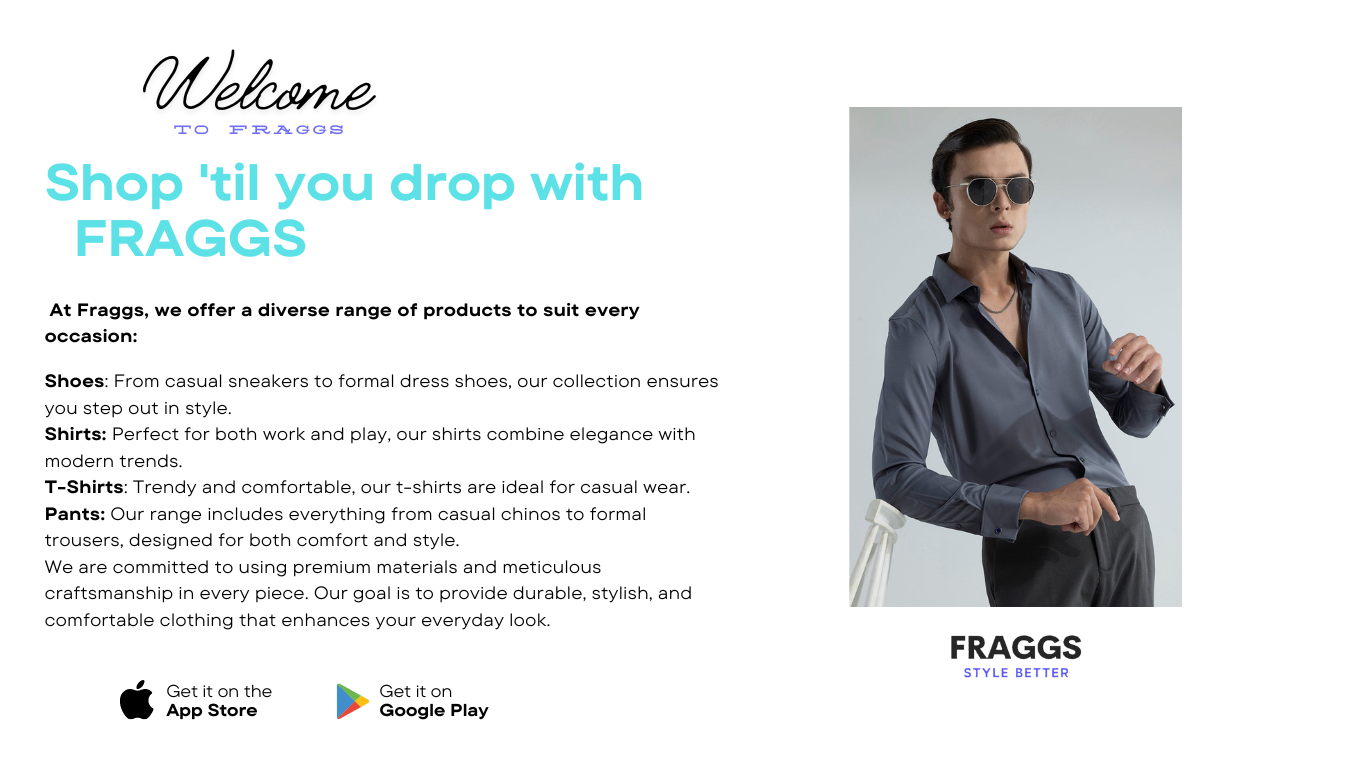 Welcome
TO FRAGGS
Shop 'til you drop with
FRAGGS
At Fraggs, we offer a diverse range of products to suit every
occasion:
Shoes: From casual sneakers to formal dress shoes, our collection ensures
you step out in style.
Shirts: Perfect for both work and play, our shirts combine elegance with
modern trends.
T-Shirts: Trendy and comfortable, our t-shirts are ideal for casual wear.
Pants: Our range includes everything from casual chinos to formal
trousers, designed for both comfort and style.
We are committed to using premium materials and meticulous
craftsmanship in every piece. Our goal is to provide durable, stylish, and
comfortable clothing that enhances your everyday look.
Get it on the
App Store
Get it on
Google Play
FRAGGS
STYLE BETTER